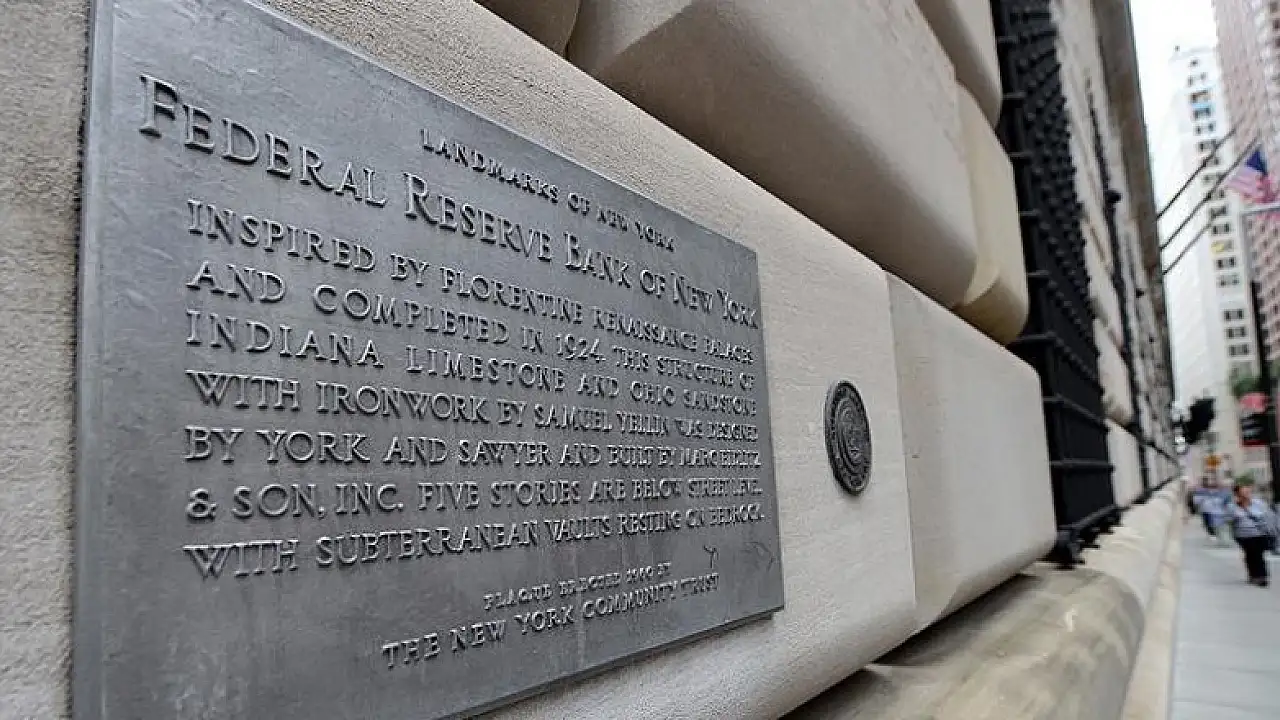 LANDMARKS OF NEW YORK
FEDERAL RESERVE BANK OF NEW YORK
INSPIRED BY FLORENTINE RENAISSANCE PALACES
AND COMPLETED IN 1924, THIS STRUCTURE OF
INDIANA LIMESTONE AND OHIO SANDSTONE
WITH IRONWORK BY SAMUEL YELLIN WAS DESIGNED
BY YORK AND SAWYER AND BUILT BY MARC EIDLITZ
& SON, INC. FIVE STORIES ARE BELOW STREET LEVEL
WITH SUBTERRANEAN VAULTS RESTING ON BEDROCK.
PLAQUE ERECTED BY
THE NEW YORK COMMUNITY TRUST